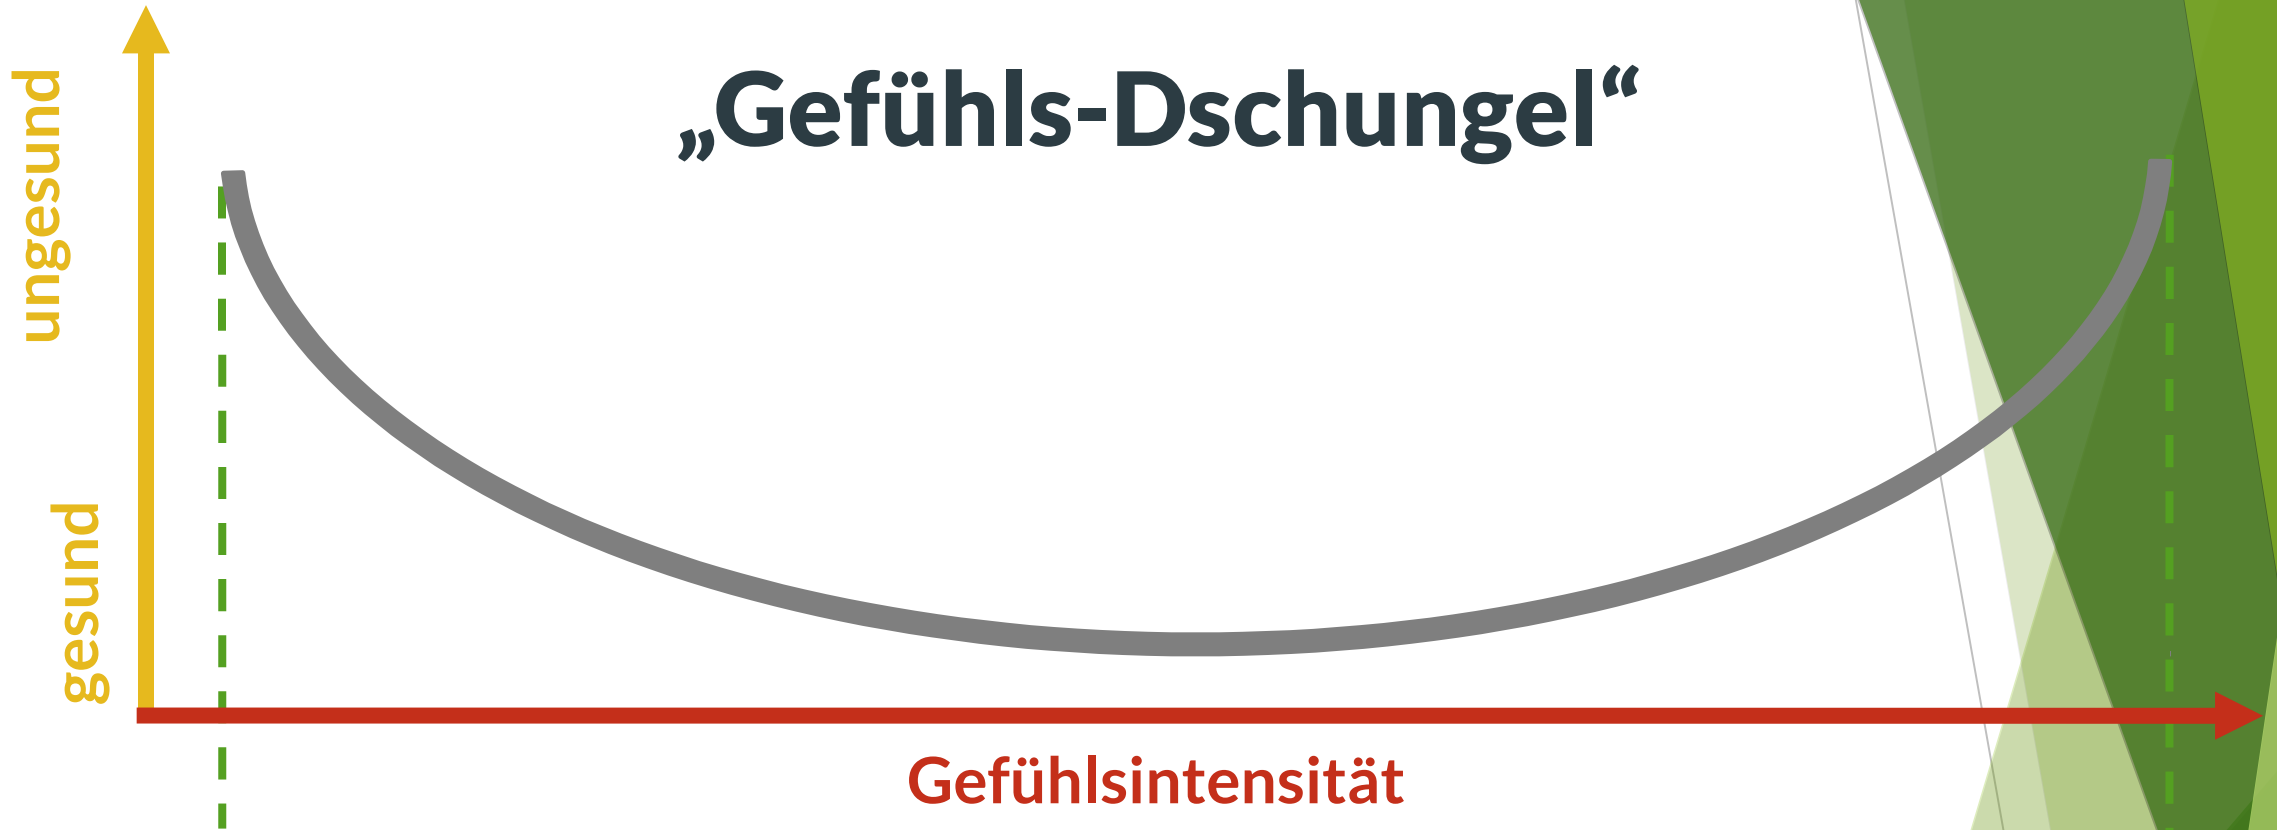 „Gefühls-Dschungel“
ungesund
gesund
Gefühlsintensität